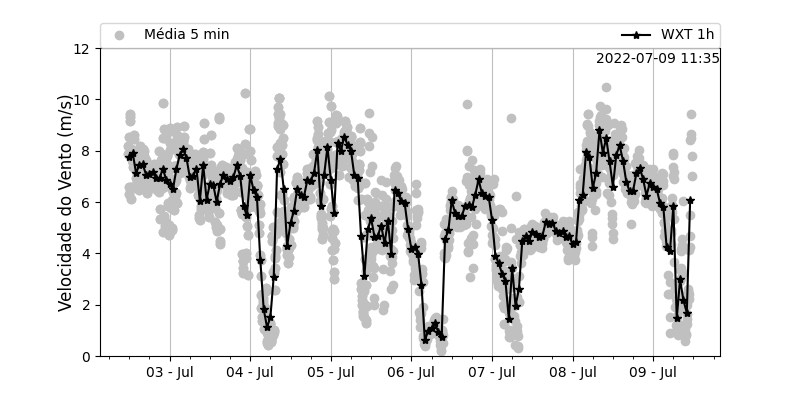 Média 5 min
WXT 1h
2022-07-09 11:35
Velocidade do Vento (m/s)
12
10
8
6
4
2
0
03 - Jul
04 - Jul
05 - Jul
06 - Jul
07 - Jul
08 - Jul
09 - Jul